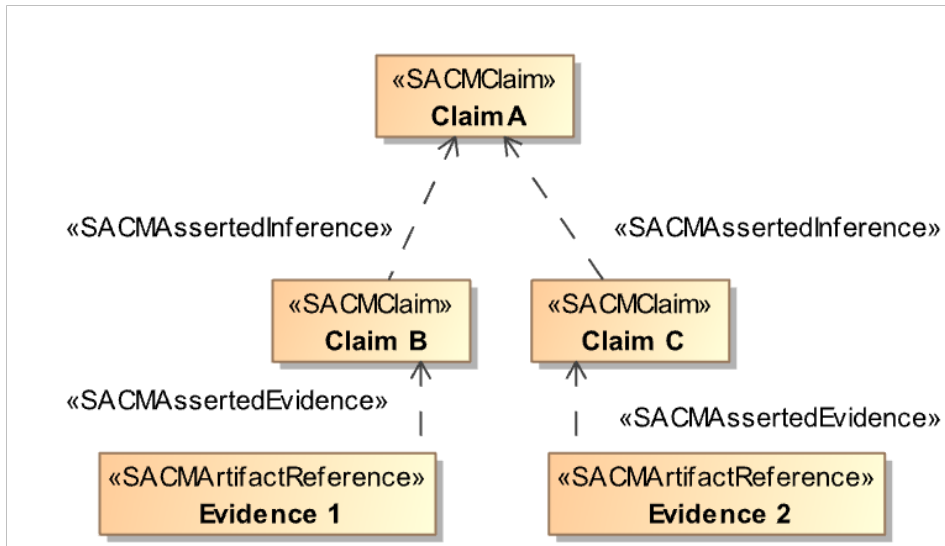 «SACMClaim»
Claim A
«SACMAssertedInference»
«SACMAssertedInference»
«SACMClaim»
Claim B
«SACMClaim»
Claim C
«SACMAssertedEvidence»
«SACMAssertedEvidence»
«SACMArtifactReference»
Evidence 1
«SACMArtifactReference»
Evidence 2